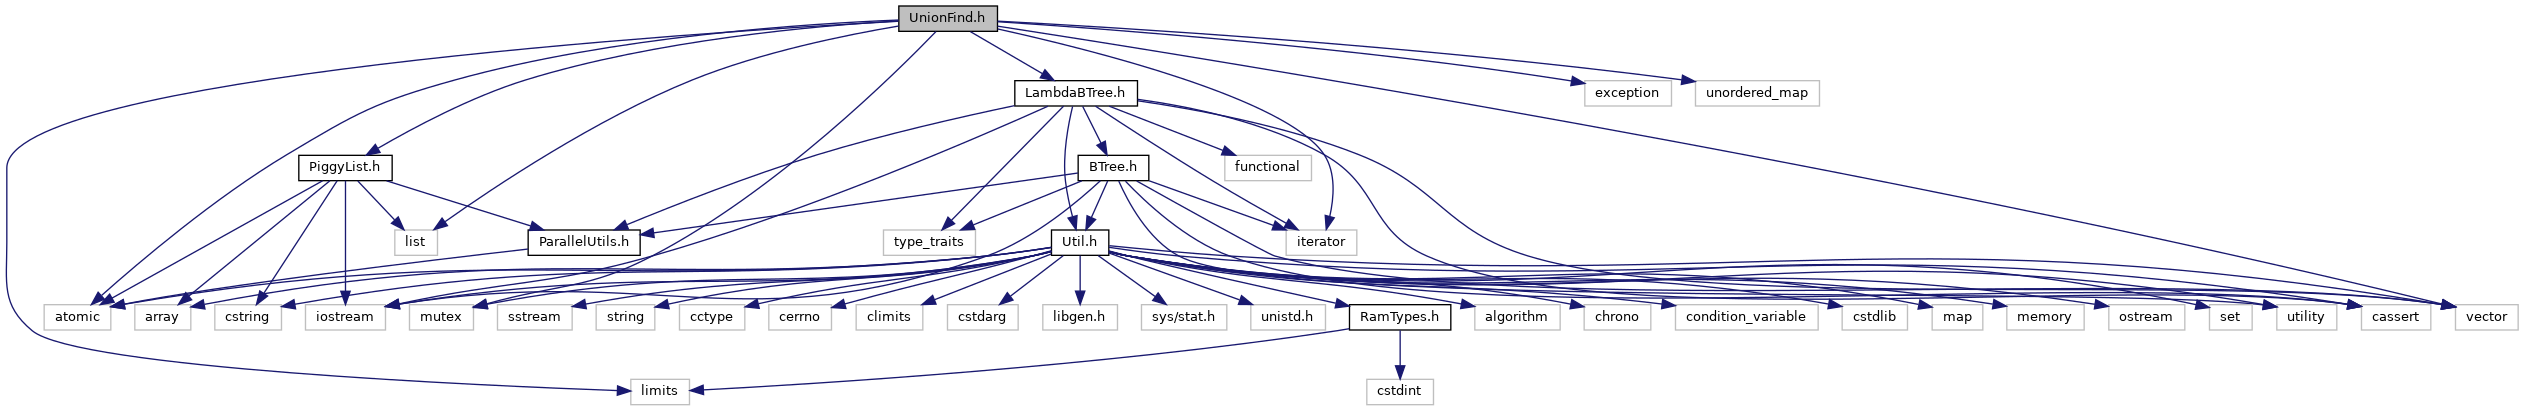 UnionFind.h
LambdaBTree.h
exception
unordered_map
PiggyList.h
BTree.h
functional
list
ParallelUtils.h
type_traits
Util.h
iterator
atomic
array
cstring
iostream
mutex
sstream
string
cctype
cerrno
climits
cstdarg
libgen.h
sys/stat.h
unistd.h
RamTypes.h
algorithm
chrono
condition_variable
cstdlib
map
memory
ostream
set
utility
cassert
vector
limits
cstdint